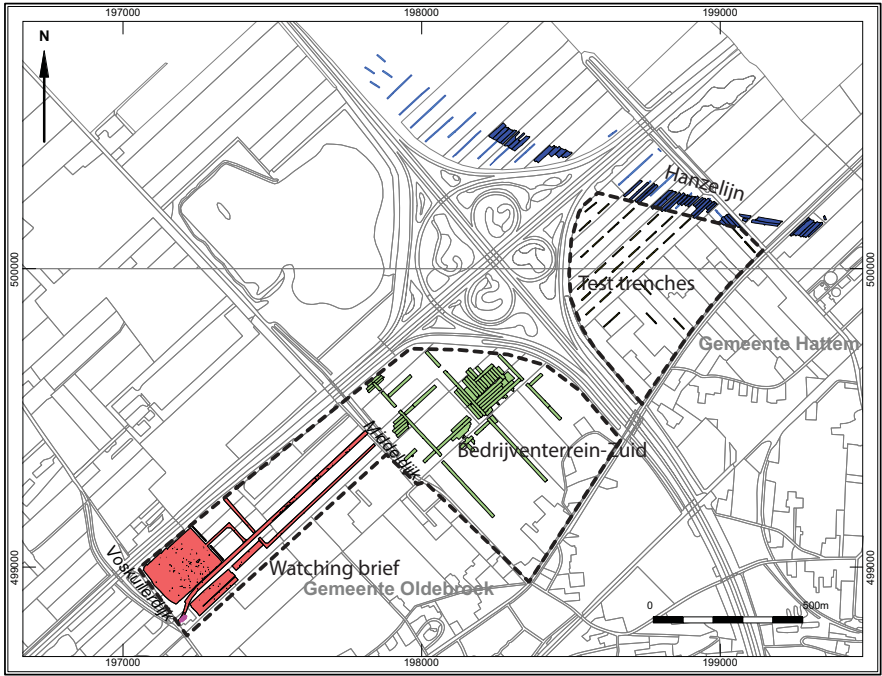 197000 198000 199000
N
Hanzelijn
500000 500000
Test trenches
Gemeente Hattem
Middeldijk
Bedrijventerrein-Zuid
Voskuilerdijk
499000 499000
Watching brief
Gemeente Oldebroek
0 500m
197000 198000 199000